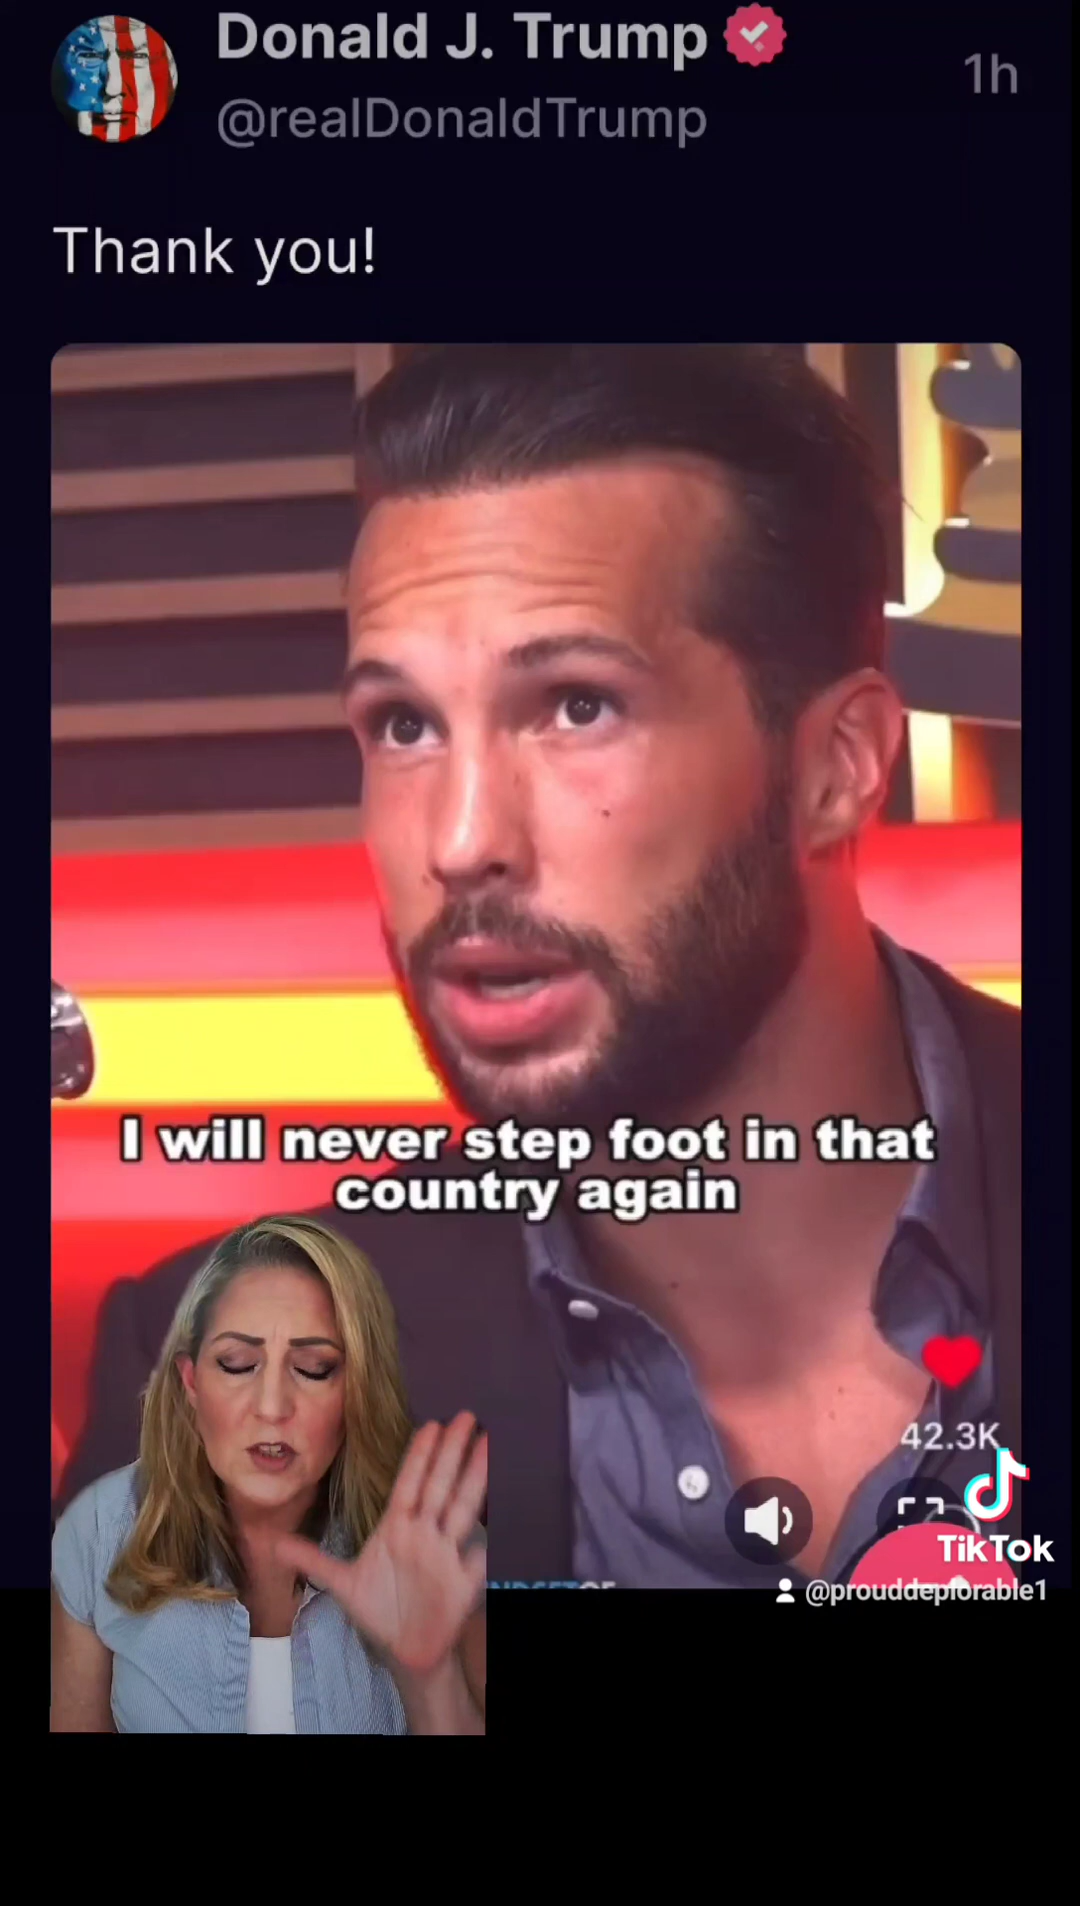 Donald J. Trump
1h
@realDonaldTrump
Thank you!
I will never step foot in that
country again
42.3K
TikTok
@prouddeplorable1